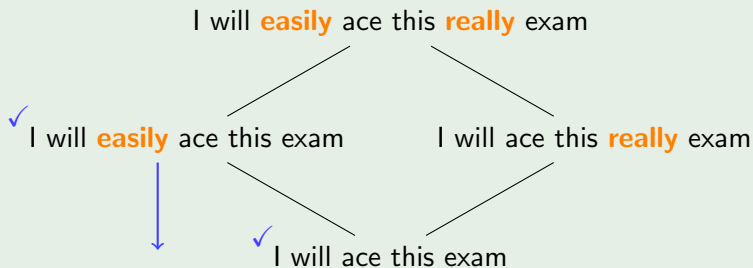 I will easily ace this really exam
I will easily ace this exam
I will ace this really exam
I will ace this exam